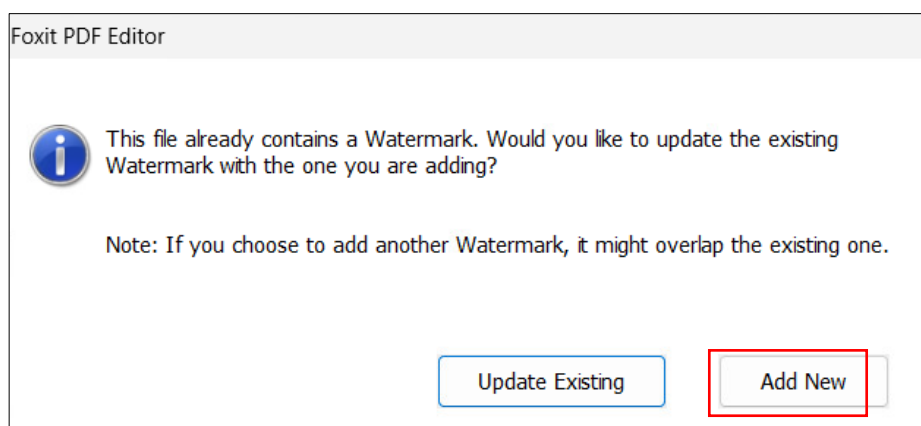 Foxit PDF Editor
This file already contains a Watermark. Would you like to update the existing
Watermark with the one you are adding?
Note: If you choose to add another Watermark, it might overlap the existing one.
Update Existing
Add New